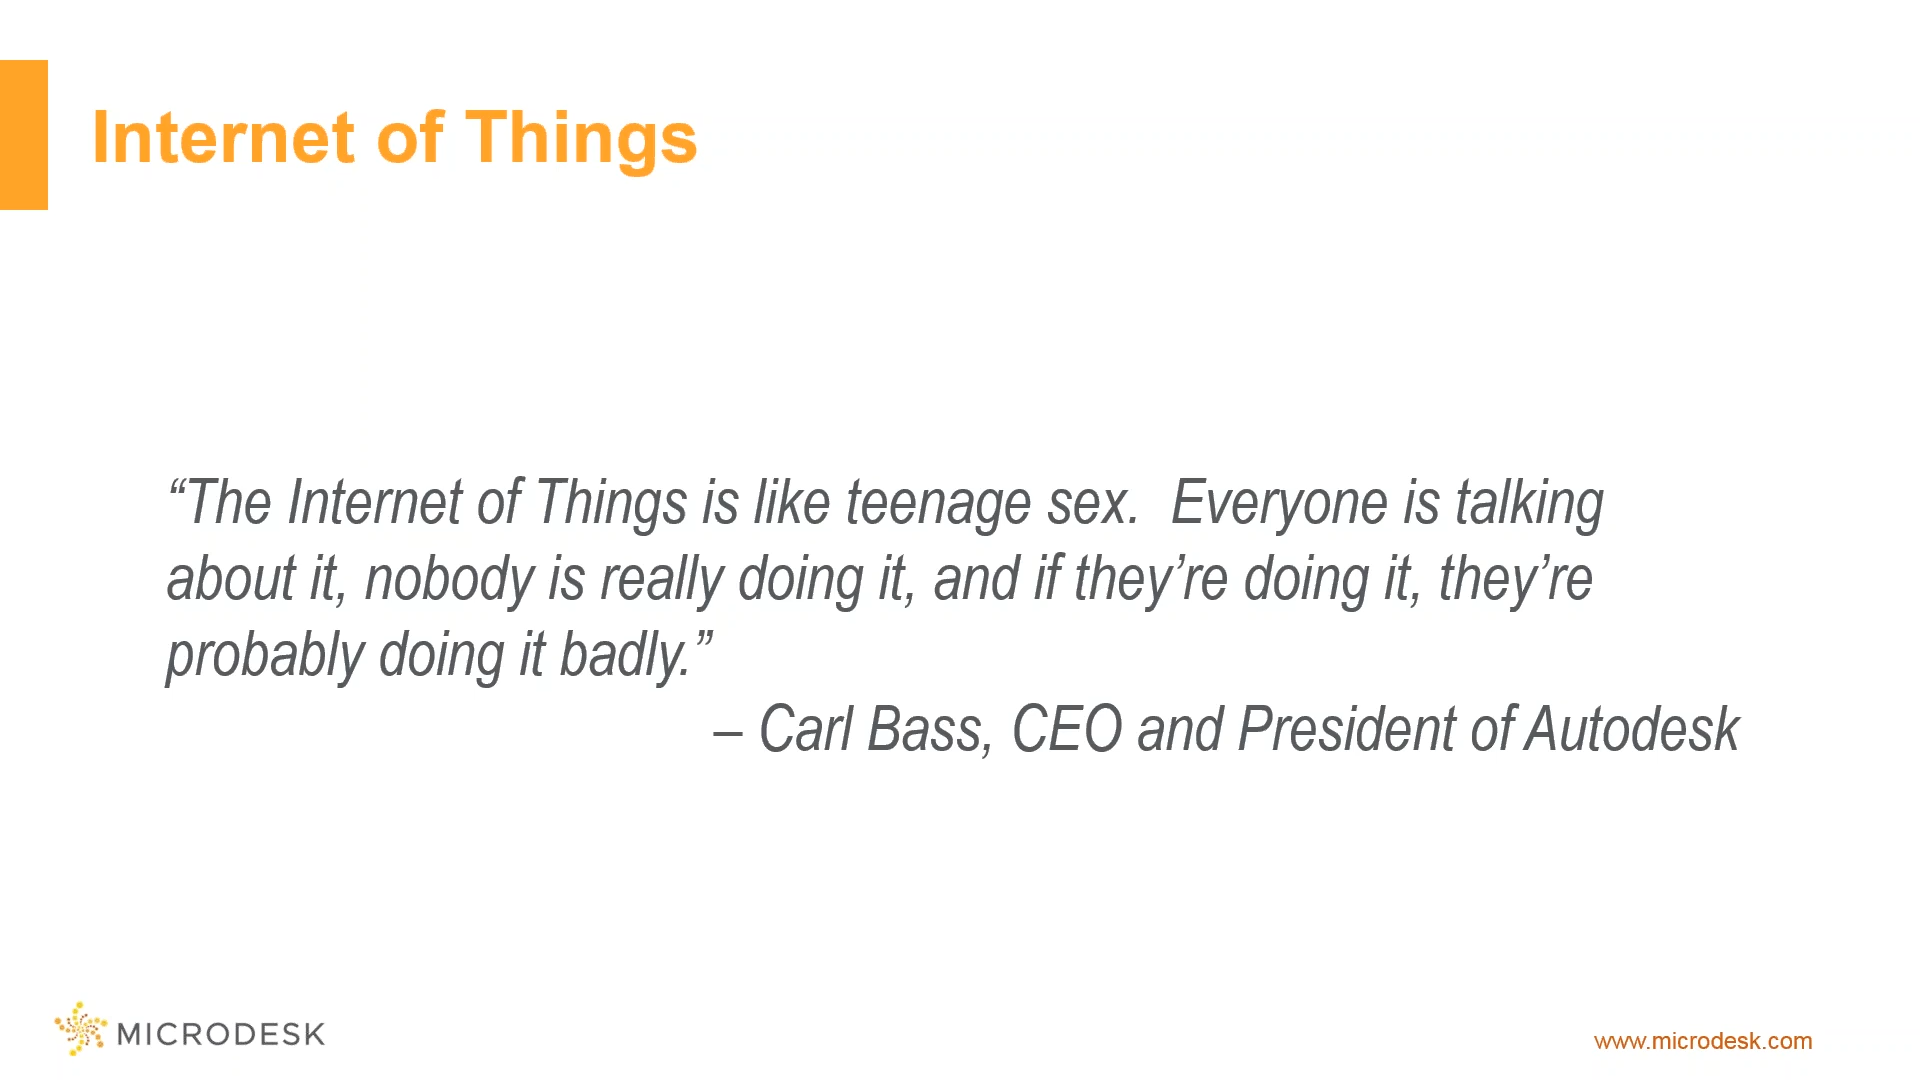 Internet of Things
“The Internet of Things is like teenage sex.  Everyone is talking
about it, nobody is really doing it, and if they’re doing it, they’re
probably doing it badly.”
– Carl Bass, CEO and President of Autodesk
MICRODESK
www.microdesk.com